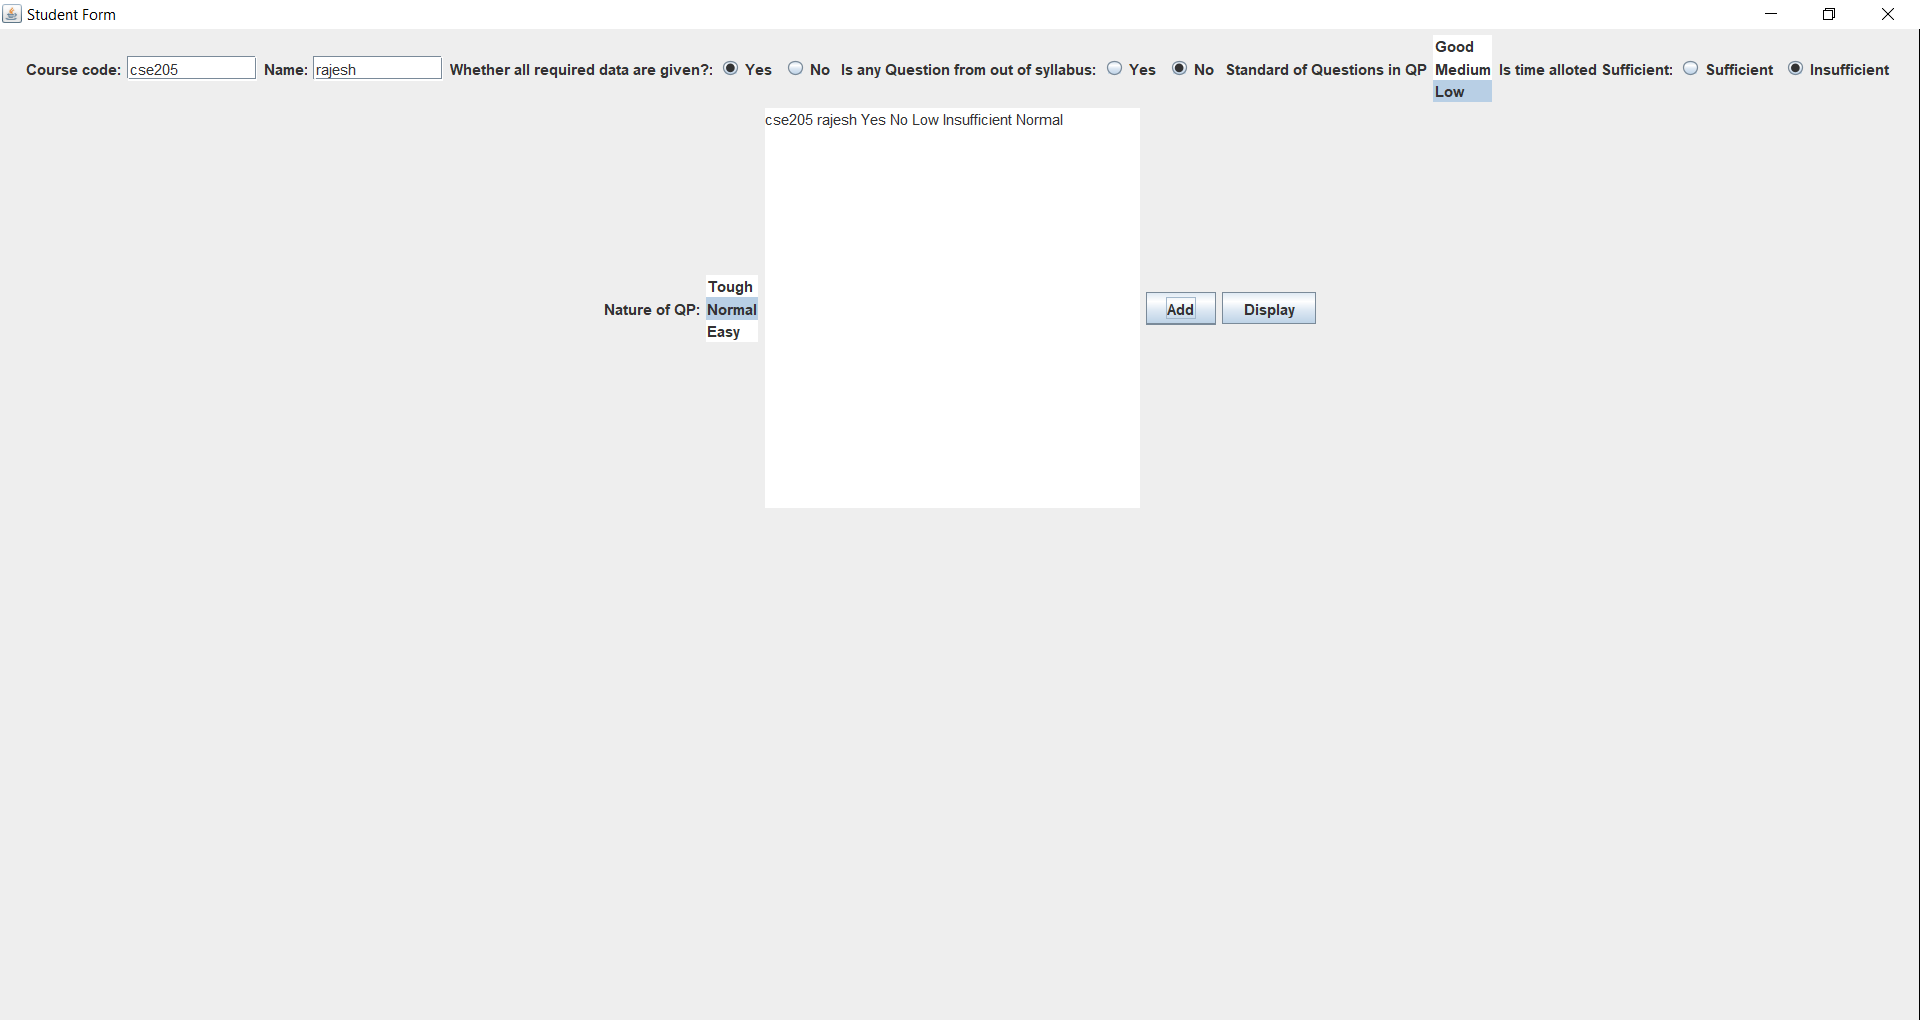 Student Form
Good
Course code: cse205 Name: rajesh Whether all required data are given?: Yes No Is any Question from out of syllabus: Yes No Standard of Questions in QP Medium Is time alloted Sufficient: Sufficient Insufficient
Low
cse205 rajesh Yes No Low Insufficient Normal
Tough
Nature of QP: Normal Add Display
Easy